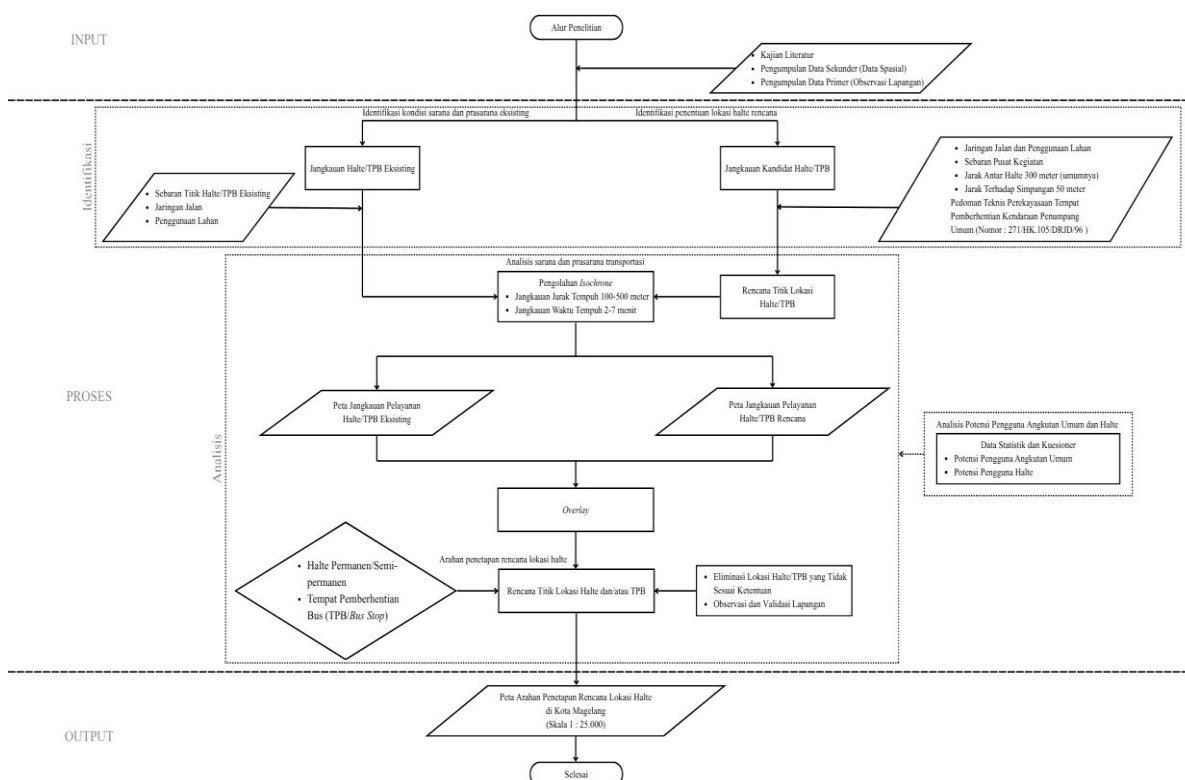 Alur Penelitian
INPUT
• Kajian Literatur
• Pengumpulan Data Sekunder (Data Spasial)
• Pengumpulan Data Primer (Observasi Lapangan)
Identifikasi kondisi sarana dan prasarana eksisting
Identifikasi penentuan lokasi halte rencana
Identifikasi
Jangkauan Halte/TPB Eksisting
Jangkauan Kandidat Halte/TPB
• Sebaran Titik Halte/TPB Eksisting
• Jaringan Jalan
• Penggunaan Lahan
• Jaringan Jalan dan Penggunaan Lahan
• Sebaran Pusat Kegiatan
• Jarak Antar Halte 300 meter (umumnya)
• Jarak Terhadap Simpangan 50 meter
Pedoman Teknis Perekayasaan Tempat
Pemberhentian Kendaraan Penumpang
Umum (Nomor : 271/HK.105/DRJD/96 )
Analisis sarana dan prasarana transportasi
Pengolahan Isochrone
• Jangkauan Jarak Tempuh 100-500 meter
• Jangkauan Waktu Tempuh 2-7 menit
Rencana Titik Lokasi
Halte/TPB
PROSES
Analisis
Peta Jangkauan Pelayanan
Halte/TPB Eksisting
Peta Jangkauan Pelayanan
Halte/TPB Rencana
Analisis Potensi Pengguna Angkutan Umum dan Halte
Data Statistik dan Kuesioner
• Potensi Pengguna Angkutan Umum
• Potensi Pengguna Halte
Overlay
Arahan penetapan rencana lokasi halte
• Halte Permanen/Semi-
permanen
• Tempat Pemberhentian
Bus (TPB/Bus Stop)
Rencana Titik Lokasi Halte dan/atau TPB
• Eliminasi Lokasi Halte/TPB yang Tidak
Sesuai Ketentuan
• Observasi dan Validasi Lapangan
Peta Arahan Penetapan Rencana Lokasi Halte
di Kota Magelang
(Skala 1 : 25.000)
OUTPUT
Selesai